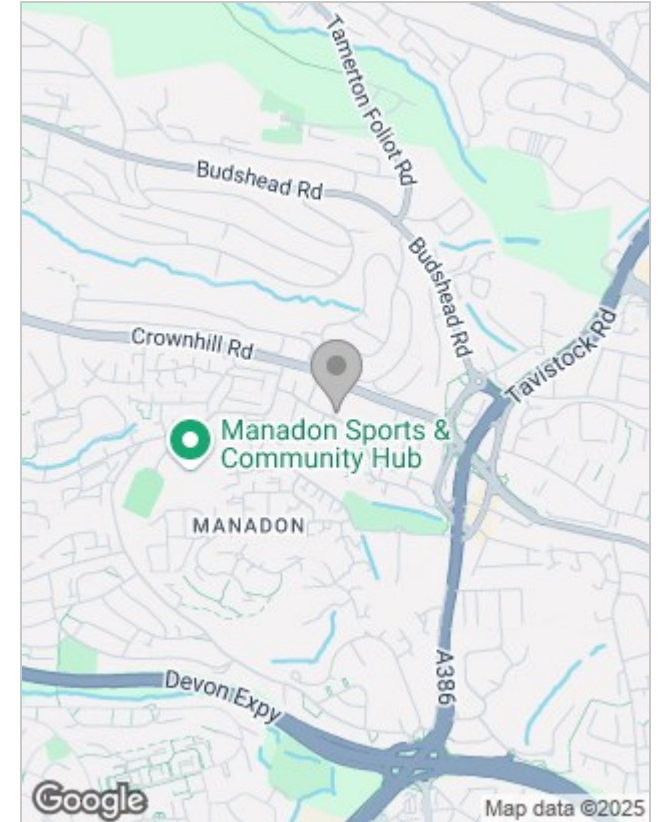 Tamerton Foliot Rd
Budshead Rd
Budshead Rd
Tavistock Rd
Crownhill Rd
Manadon Sports &
Community Hub
MANADON
A386
Devon Expy
Google
Map data ©2025